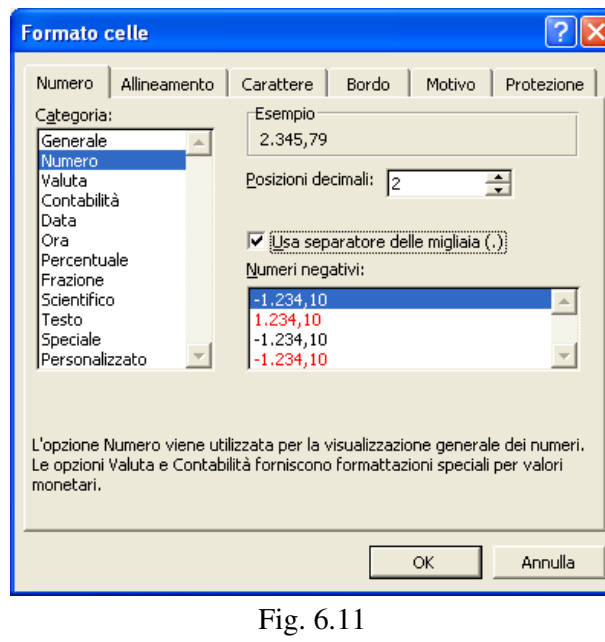 Formato celle
Numero Allineamento Carattere Bordo Motivo Protezione
Categoria:
Generale
Numero
Valuta
Contabilità
Data
Ora
Percentuale
Frazione
Scientifico
Testo
Speciale
Personalizzato
Esempio
2.345,79
Posizioni decimali: 2
Usa separatore delle migliaia (.)
Numeri negativi:
-1.234,10
1.234,10
-1.234,10
-1.234,10
L'opzione Numero viene utilizzata per la visualizzazione generale dei numeri.
Le opzioni Valuta e Contabilità forniscono formattazioni speciali per valori
monetari.
OK Annulla
Fig. 6.11